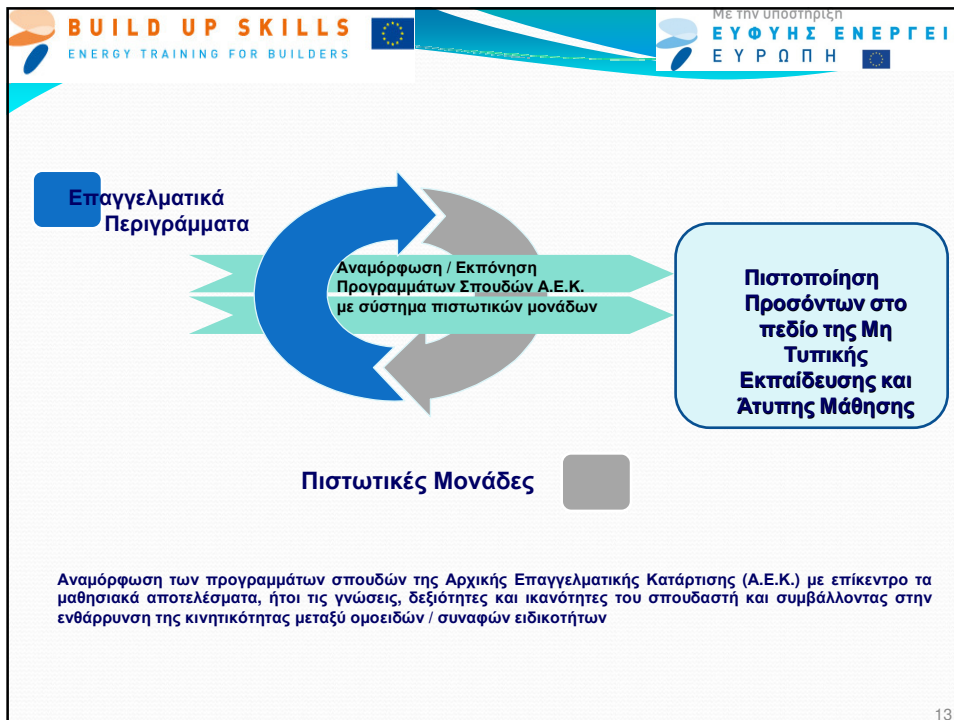 BUILD UP SKILLS
ENERGY TRAINING FOR BUILDERS
Με την υποστήριξη
ΕΥΦΥΗΣ ΕΝΕΡΓΕΙ
ΕΥΡΩΠΗ
Επαγγελματικά
Περιγράμματα
Αναμόρφωση / Εκπόνηση
Προγραμμάτων Σπουδών Α.Ε.Κ.
με σύστημα πιστωτικών μονάδων
Πιστοποίηση
Προσόντων στο
πεδίο της Μη
Τυπικής
Εκπαίδευσης και
Άτυπης Μάθησης
Πιστωτικές Μονάδες
Αναμόρφωση των προγραμμάτων σπουδών της Αρχικής Επαγγελματικής Κατάρτισης (Α.Ε.Κ.) με επίκεντρο τα
μαθησιακά αποτελέσματα, ήτοι τις γνώσεις, δεξιότητες και ικανότητες του σπουδαστή και συμβάλλοντας στην
ενθάρρυνση της κινητικότητας μεταξύ ομοειδών / συναφών ειδικοτήτων
13